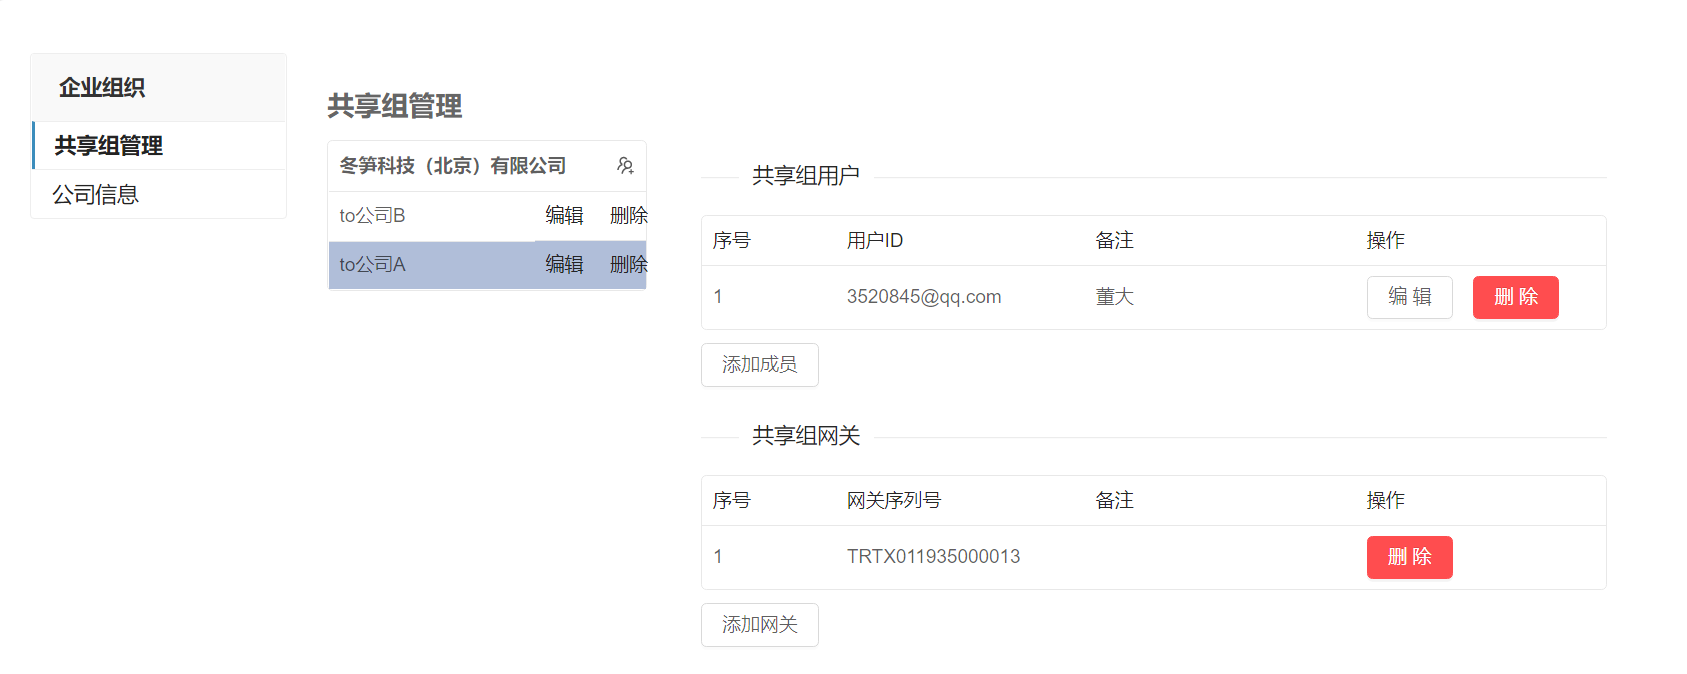 企业组织
共享组管理
公司信息
共享组管理
冬笋科技（北京）有限公司
to公司B 编辑 删除
to公司A 编辑 删除
共享组用户
序号 用户ID 备注 操作
1 3520845@qq.com 董大 编 辑 删 除
添加成员
共享组网关
序号 网关序列号 备注 操作
1 TRTX011935000013 删 除
添加网关